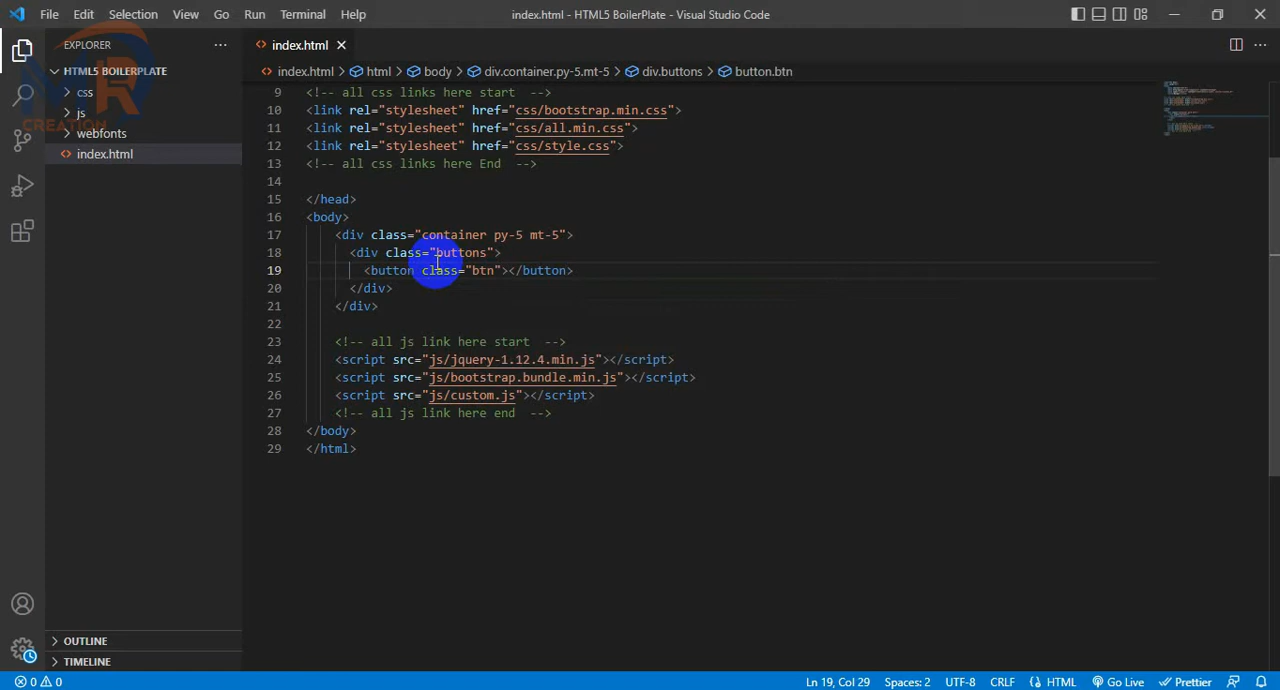 File Edit Selection View Go Run Terminal Help
index.html - HTML5 BoilerPlate - Visual Studio Code
EXPLORER
HTML5 BOILERPLATE
css
js
webfonts
index.html
MR
CREATION
OUTLINE
TIMELINE
index.html
index.html > html > body > div.container.py-5.mt-5 > div.buttons > button.btn
9 <!-- all css links here start -->
10 <link rel="stylesheet" href="css/bootstrap.min.css">
11 <link rel="stylesheet" href="css/all.min.css">
12 <link rel="stylesheet" href="css/style.css">
13 <!-- all css links here End -->
14
15 </head>
16 <body>
17 <div class="container py-5 mt-5">
18 <div class="buttons">
19 <button class="btn"></button>
20 </div>
21 </div>
22
23 <!-- all js link here start -->
24 <script src="js/jquery-1.12.4.min.js"></script>
25 <script src="js/bootstrap.bundle.min.js"></script>
26 <script src="js/custom.js"></script>
27 <!-- all js link here end -->
28 </body>
29 </html>
0 0 Ln 19, Col 29 Spaces: 2 UTF-8 CRLF HTML Go Live Prettier